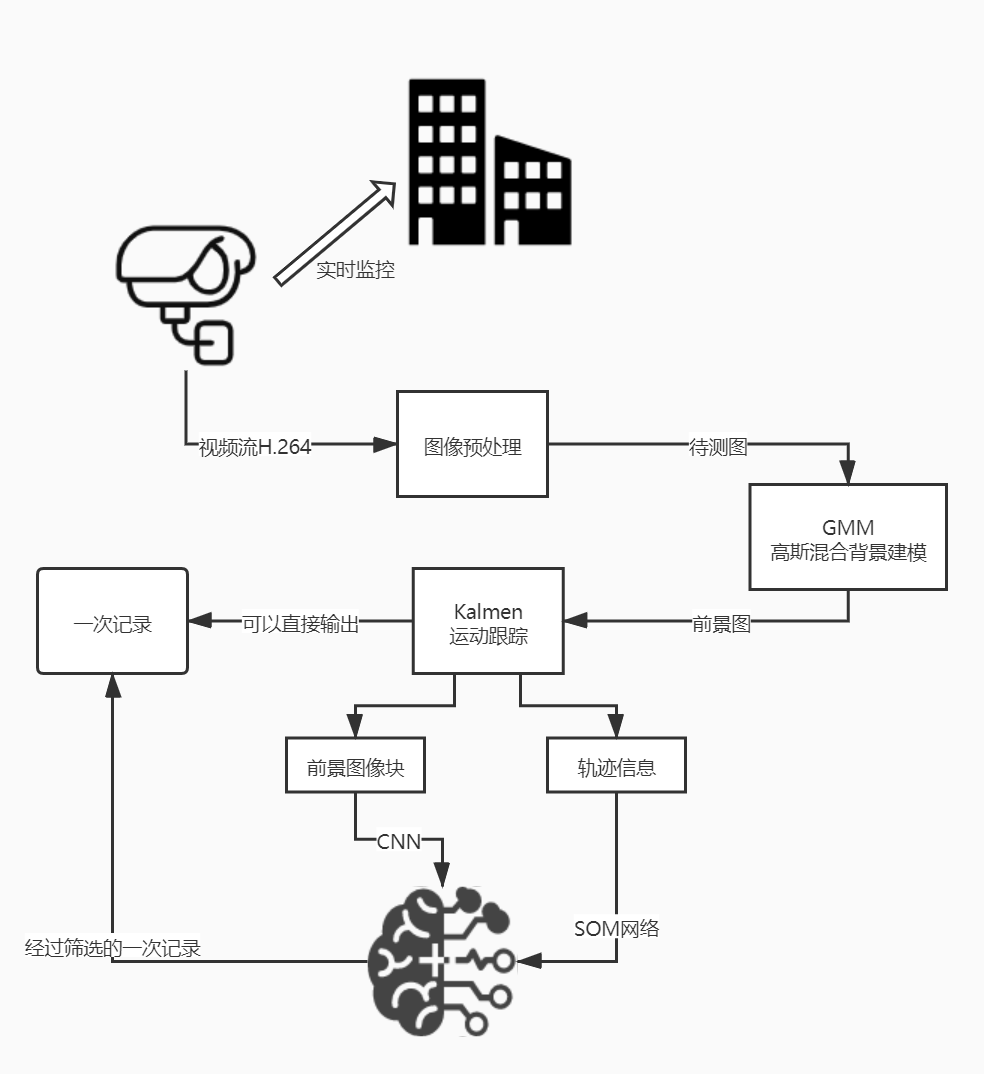 实时监控
视频流H.264
图像预处理
待测图
GMM
高斯混合背景建模
一次记录
可以直接输出
Kalmen
运动跟踪
前景图
前景图像块
轨迹信息
CNN
SOM网络
经过筛选的一次记录